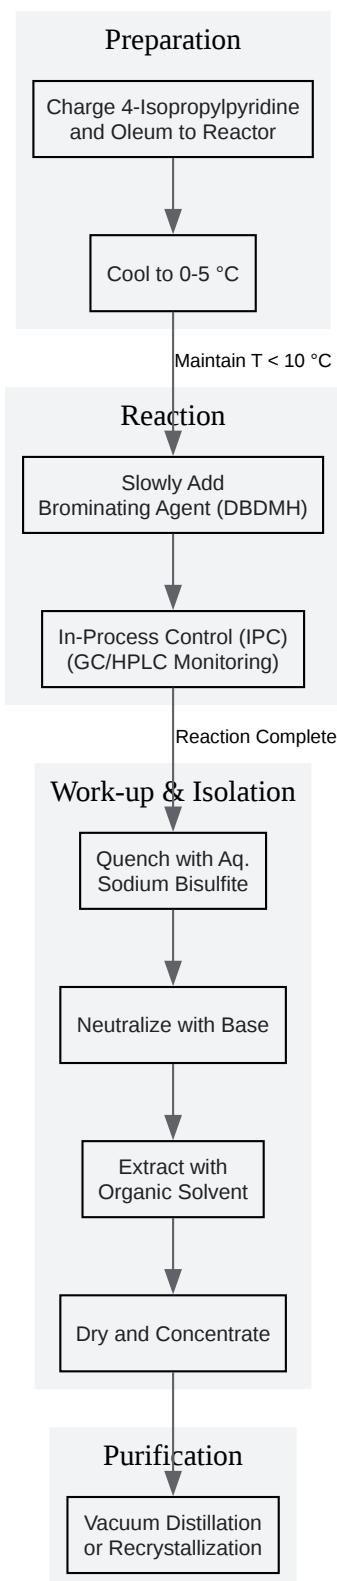 Preparation
Charge 4-Isopropylpyridine
and Oleum to Reactor
Cool to 0-5 °C
Maintain T < 10 °C
Reaction
Slowly Add
Brominating Agent (DBDMH)
In-Process Control (IPC)
(GC/HPLC Monitoring)
Reaction Complete
Work-up & Isolation
Quench with Aq.
Sodium Bisulfite
Neutralize with Base
Extract with
Organic Solvent
Dry and Concentrate
Purification
Vacuum Distillation
or Recrystallization